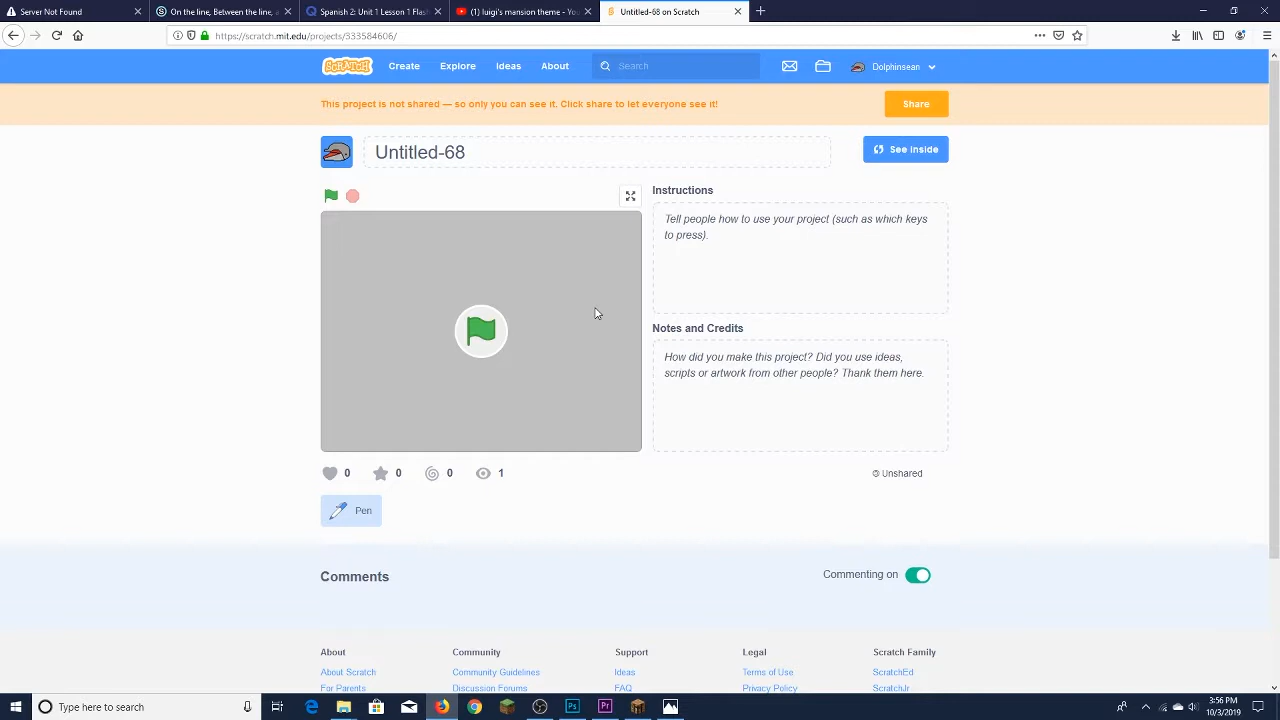 Server Not Found
On the line, Between the line, a
Spanish 2: Unit 1 Lesson 1 Flash
(1) luigi's mansion theme - You
Untitled-68 on Scratch
https://scratch.mit.edu/projects/333584606/
SCRATCH
Create
Explore
Ideas
About
Search
Dolphinsean
This project is not shared — so only you can see it. Click share to let everyone see it!
Share
Untitled-68
See inside
Instructions
Tell people how to use your project (such as which keys
to press).
Notes and Credits
How did you make this project? Did you use ideas,
scripts or artwork from other people? Thank them here.
0
0
0
1
Unshared
Pen
Comments
Commenting on
About
Community
Support
Legal
Scratch Family
About Scratch
Community Guidelines
Ideas
Terms of Use
ScratchEd
For Parents
Discussion Forums
FAQ
Privacy Policy
ScratchJr
Type here to search
3:56 PM
10/3/2019